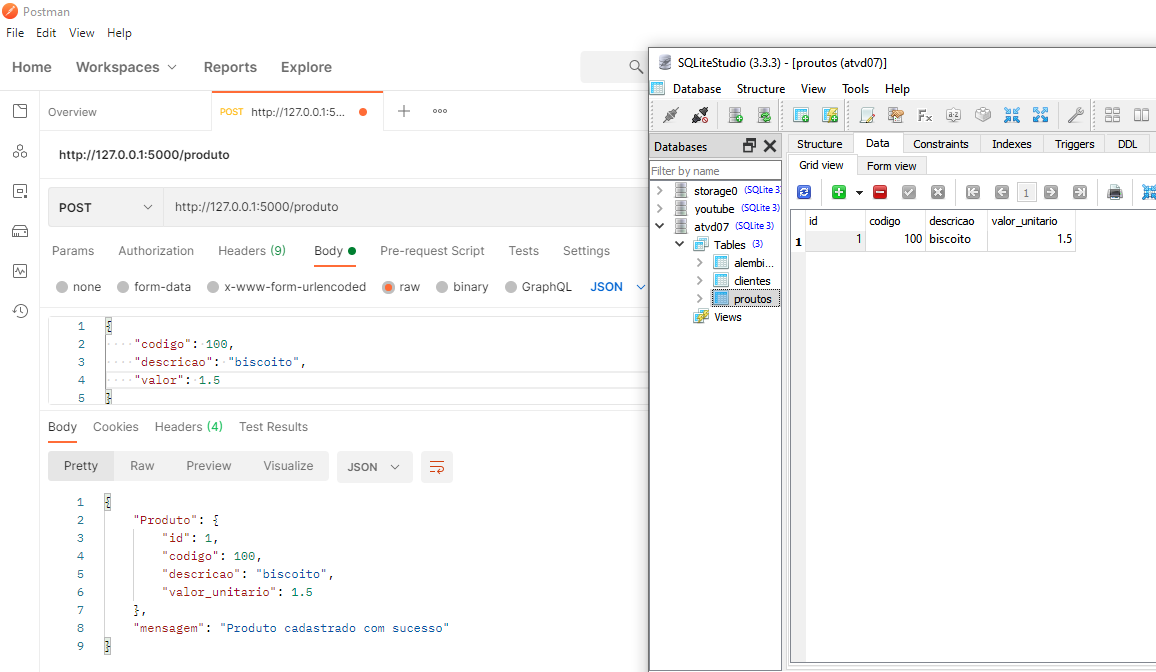 Postman
File Edit View Help
Home Workspaces Reports Explore
Overview POST http://127.0.0.1:5...
http://127.0.0.1:5000/produto
POST http://127.0.0.1:5000/produto
Params Authorization Headers (9) Body Pre-request Script Tests Settings
none form-data x-www-form-urlencoded raw binary GraphQL JSON
1 {
2 "codigo": 100,
3 "descricao": "biscoito",
4 "valor": 1.5
5 }
Body Cookies Headers (4) Test Results
Pretty Raw Preview Visualize JSON
1 {
2 "Produto": {
3 "id": 1,
4 "codigo": 100,
5 "descricao": "biscoito",
6 "valor_unitario": 1.5
7 },
8 "mensagem": "Produto cadastrado com sucesso"
9 }
SQLiteStudio (3.3.3) - [proutos (atvd07)]
Database Structure View Tools Help
Databases
Filter by name
storage0 (SQLite 3)
youtube (SQLite 3)
atvd07 (SQLite 3)
Tables (3)
alembi...
clientes
proutos
Views
Structure Data Constraints Indexes Triggers DDL
Grid view Form view
1
id codigo descricao valor_unitario
1 1 100 biscoito 1.5